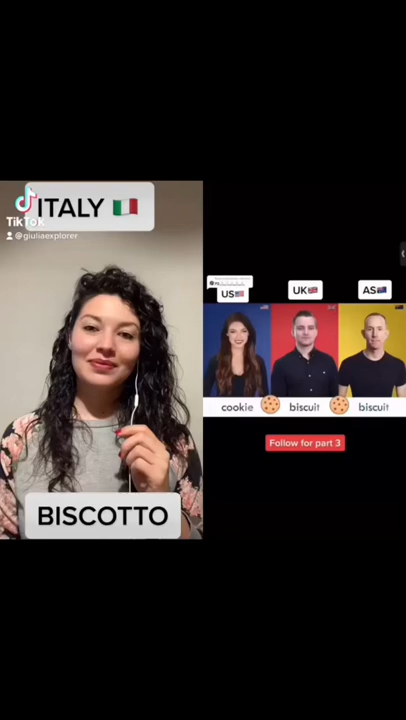 ITALY 🇮🇹
TikTok
@giuliaexplorer
US🇺🇸
UK🇬🇧
AS🇦🇺
cookie
biscuit
biscuit
Follow for part 3
BISCOTTO